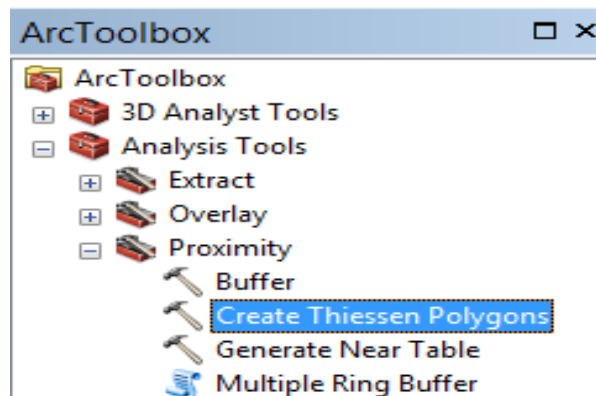 ArcToolbox
ArcToolbox
3D Analyst Tools
Analysis Tools
Extract
Overlay
Proximity
Buffer
Create Thiessen Polygons
Generate Near Table
Multiple Ring Buffer